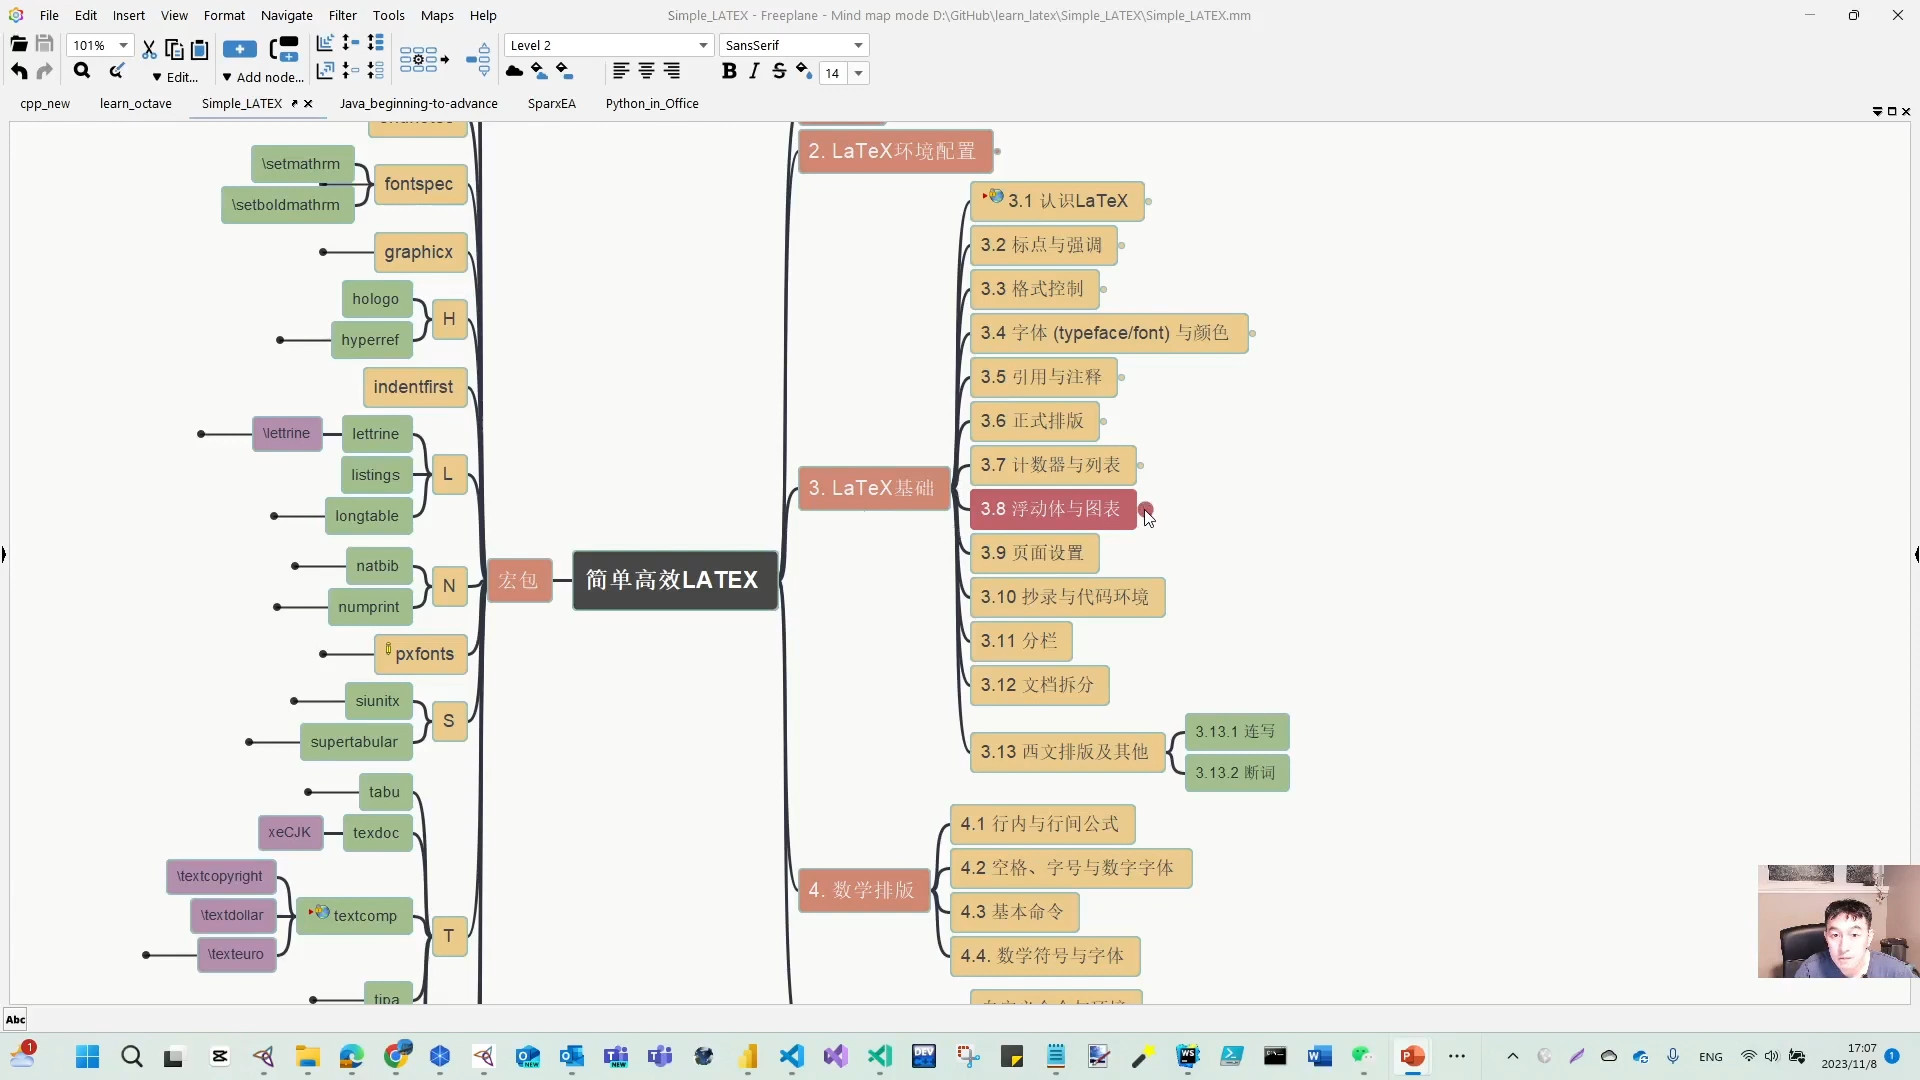 File Edit Insert View Format Navigate Filter Tools Maps Help
Simple_LATEX - Freeplane - Mind map mode D:\GitHub\learn_latex\Simple_LATEX\Simple_LATEX.mm
101%
Level 2
SansSerif
Edit...
Add node...
14
cpp_new
learn_octave
Simple_LATEX
Java_beginning-to-advance
SparxEA
Python_in_Office
\setmathrm
\setboldmathrm
fontspec
graphicx
hologo
hyperref
H
indentfirst
\lettrine
lettrine
listings
longtable
L
natbib
numprint
N
pxfonts
siunitx
supertabular
S
tabu
xeCJK
texdoc
\textcopyright
\textdollar
\texteuro
textcomp
T
tipa
宏包
简单高效LATEX
2. LaTeX环境配置
3. LaTeX基础
3.1 认识LaTeX
3.2 标点与强调
3.3 格式控制
3.4 字体 (typeface/font) 与颜色
3.5 引用与注释
3.6 正式排版
3.7 计数器与列表
3.8 浮动体与图表
3.9 页面设置
3.10 抄录与代码环境
3.11 分栏
3.12 文档拆分
3.13 西文排版及其他
3.13.1 连写
3.13.2 断词
4. 数学排版
4.1 行内与行间公式
4.2 空格、字号与数字字体
4.3 基本命令
4.4. 数学符号与字体
Abc
ENG
17:07
2023/11/8